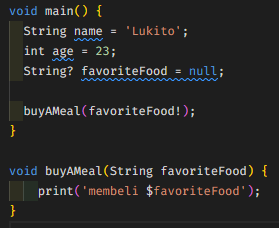 void main() {
  String name = 'Lukito';
  int age = 23;
  String? favoriteFood = null;

  buyAMeal(favoriteFood!);
}

void buyAMeal(String favoriteFood) {
    print('membeli $favoriteFood');
}